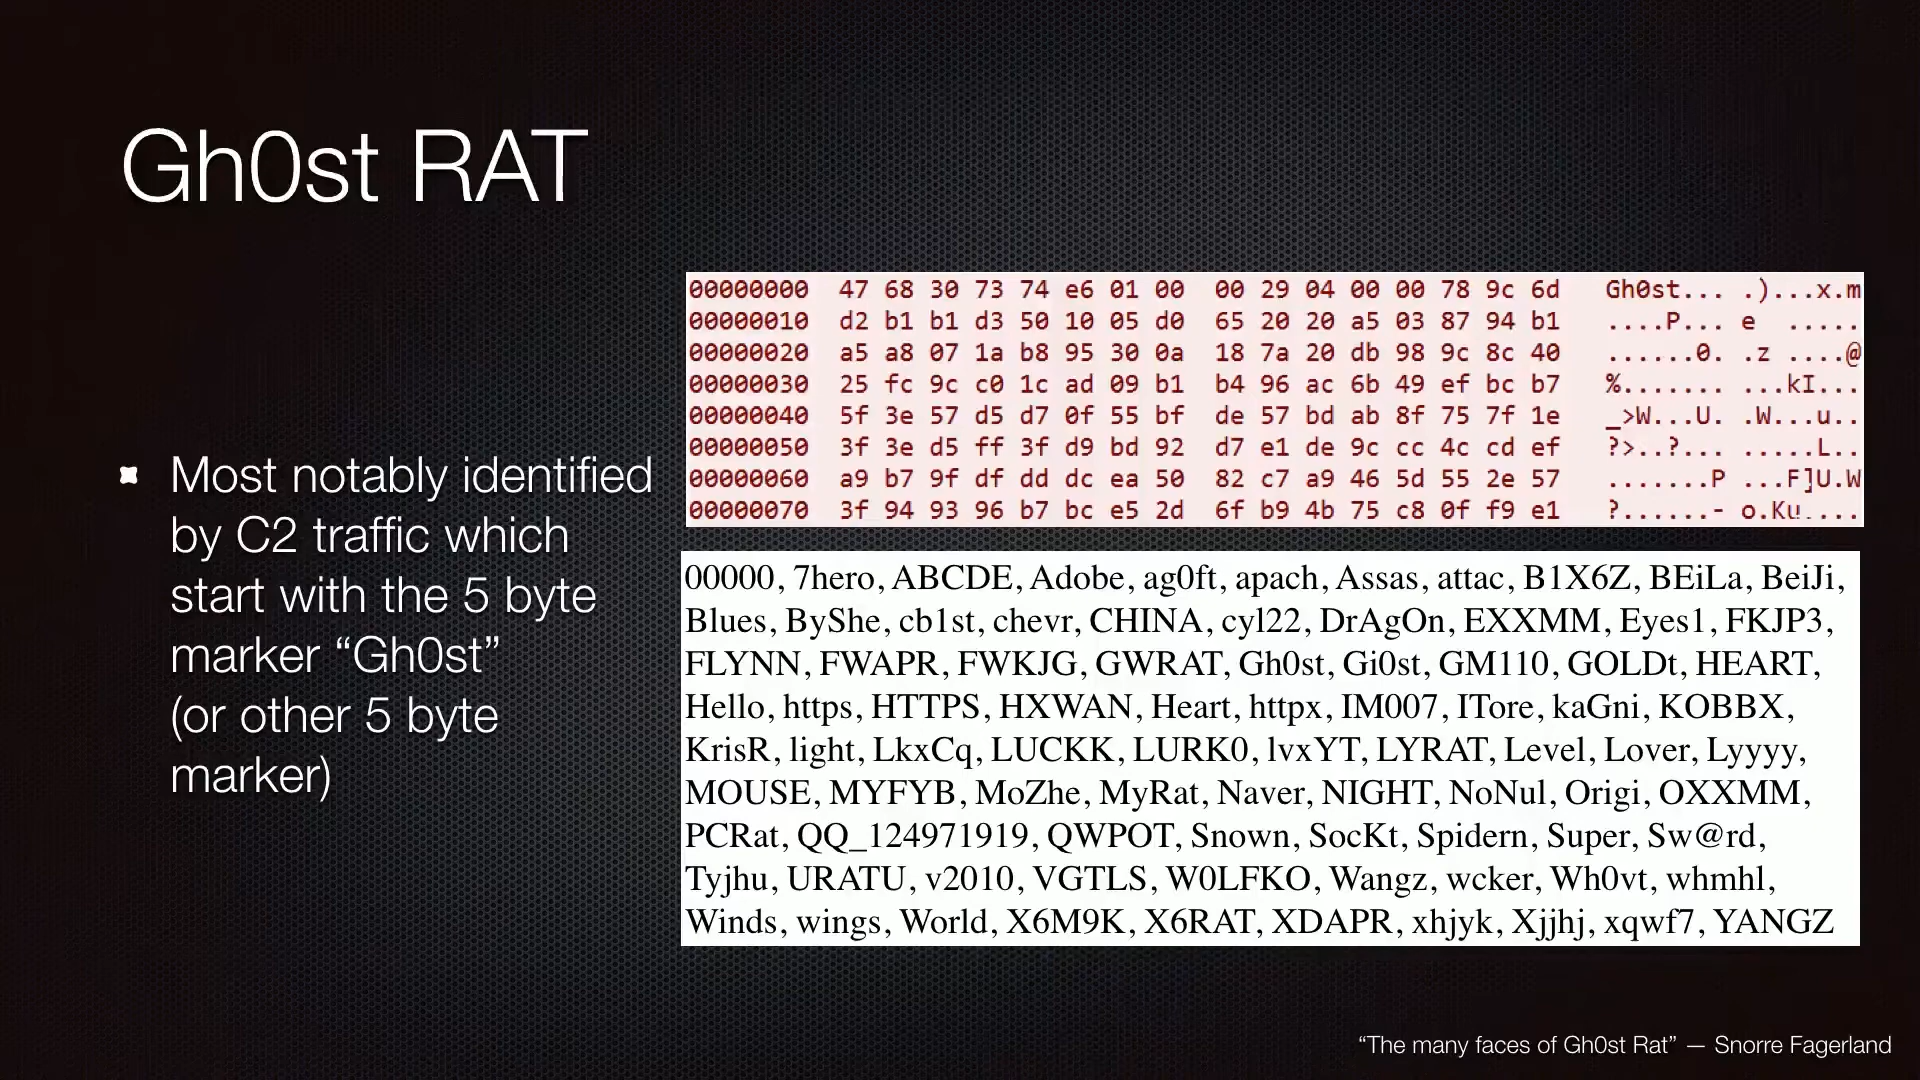 Gh0st RAT
Most notably identified
by C2 traffic which
start with the 5 byte
marker “Gh0st”
(or other 5 byte
marker)
00000000 47 68 30 73 74 e6 01 00 00 29 04 00 00 78 9c 6d Gh0st... .)...x.m
00000010 d2 b1 b1 d3 50 10 05 d0 65 20 20 a5 03 87 94 b1 ....P... e .....
00000020 a5 a8 07 1a b8 95 30 0a 18 7a 20 db 98 9c 8c 40 ......0. .z ....@
00000030 25 fc 9c c0 1c ad 09 b1 b4 96 ac 6b 49 ef bc b7 %....... ...kI...
00000040 5f 3e 57 d5 d7 0f 55 bf de 57 bd ab 8f 75 7f 1e _>W...U. .W...u..
00000050 3f 3e d5 ff 3f d9 bd 92 d7 e1 de 9c cc 4c cd ef ?>..?... .....L..
00000060 a9 b7 9f df dd dc ea 50 82 c7 a9 46 5d 55 2e 57 .......P ...F]U.W
00000070 3f 94 93 96 b7 bc e5 2d 6f b9 4b 75 c8 0f f9 e1 ?......- o.Ku....
00000, 7hero, ABCDE, Adobe, ag0ft, apach, Assas, attac, B1X6Z, BEiLa, BeiJi,
Blues, ByShe, cb1st, chevr, CHINA, cyl22, DrAgOn, EXXMM, Eyes1, FKJP3,
FLYNN, FWAPR, FWKJG, GWRAT, Gh0st, Gi0st, GM110, GOLDt, HEART,
Hello, https, HTTPS, HXWAN, Heart, httpx, IM007, ITore, kaGni, KOBBX,
KrisR, light, LkxCq, LUCKK, LURK0, lvxYT, LYRAT, Level, Lover, Lyyyy,
MOUSE, MYFYB, MoZhe, MyRat, Naver, NIGHT, NoNul, Origi, OXXMM,
PCRat, QQ_124971919, QWPOT, Snown, SocKt, Spidern, Super, Sw@rd,
Tyjhu, URATU, v2010, VGTLS, W0LFKO, Wangz, wcker, Wh0vt, whmhl,
Winds, wings, World, X6M9K, X6RAT, XDAPR, xhjyk, Xjjhj, xqwf7, YANGZ
“The many faces of Gh0st Rat” — Snorre Fagerland